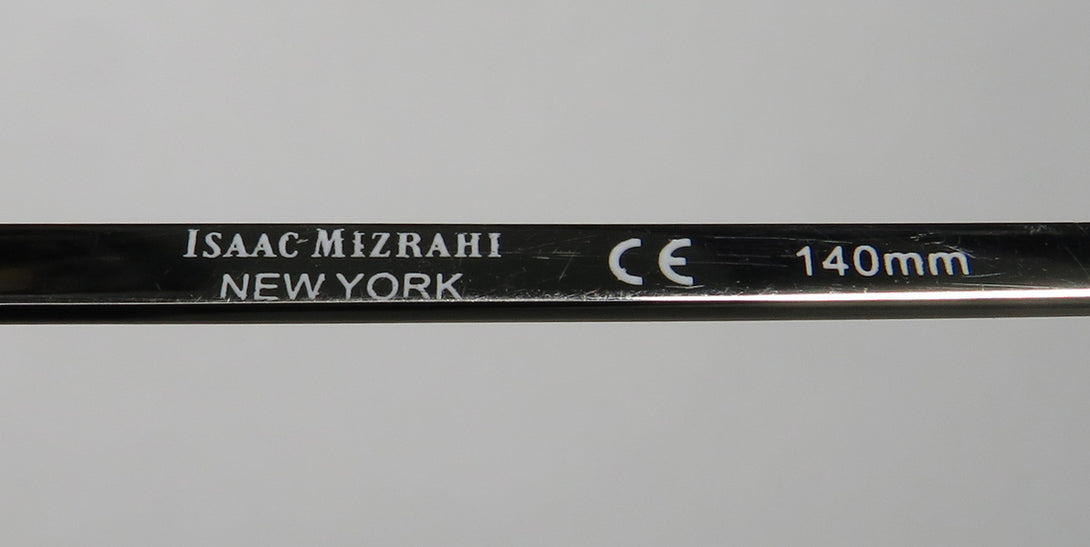 ISAAC MIZRAHI
NEW YORK
CE 140mm